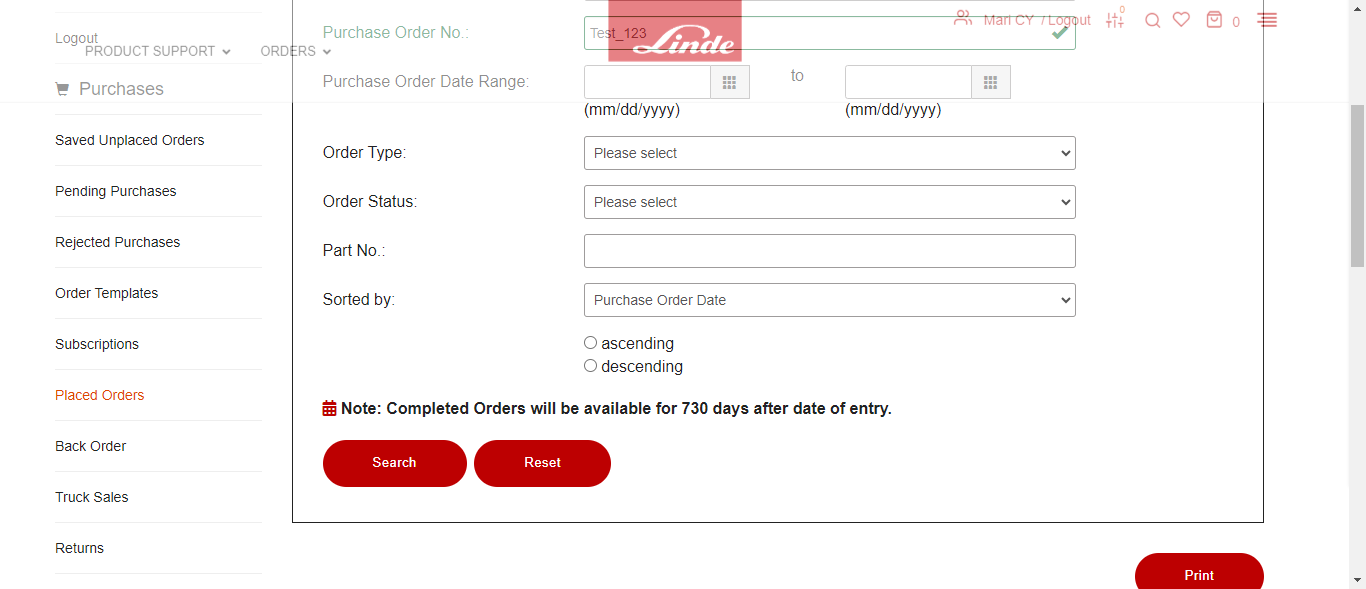 Marl CY / Logout
0
0
Linde
PRODUCT SUPPORT
ORDERS
Logout
Purchases
Saved Unplaced Orders
Pending Purchases
Rejected Purchases
Order Templates
Subscriptions
Placed Orders
Back Order
Truck Sales
Returns
Purchase Order No.:
Test_123
Purchase Order Date Range:
to
(mm/dd/yyyy)
(mm/dd/yyyy)
Order Type:
Please select
Order Status:
Please select
Part No.:
Sorted by:
Purchase Order Date
ascending
descending
Note: Completed Orders will be available for 730 days after date of entry.
Search
Reset
Print